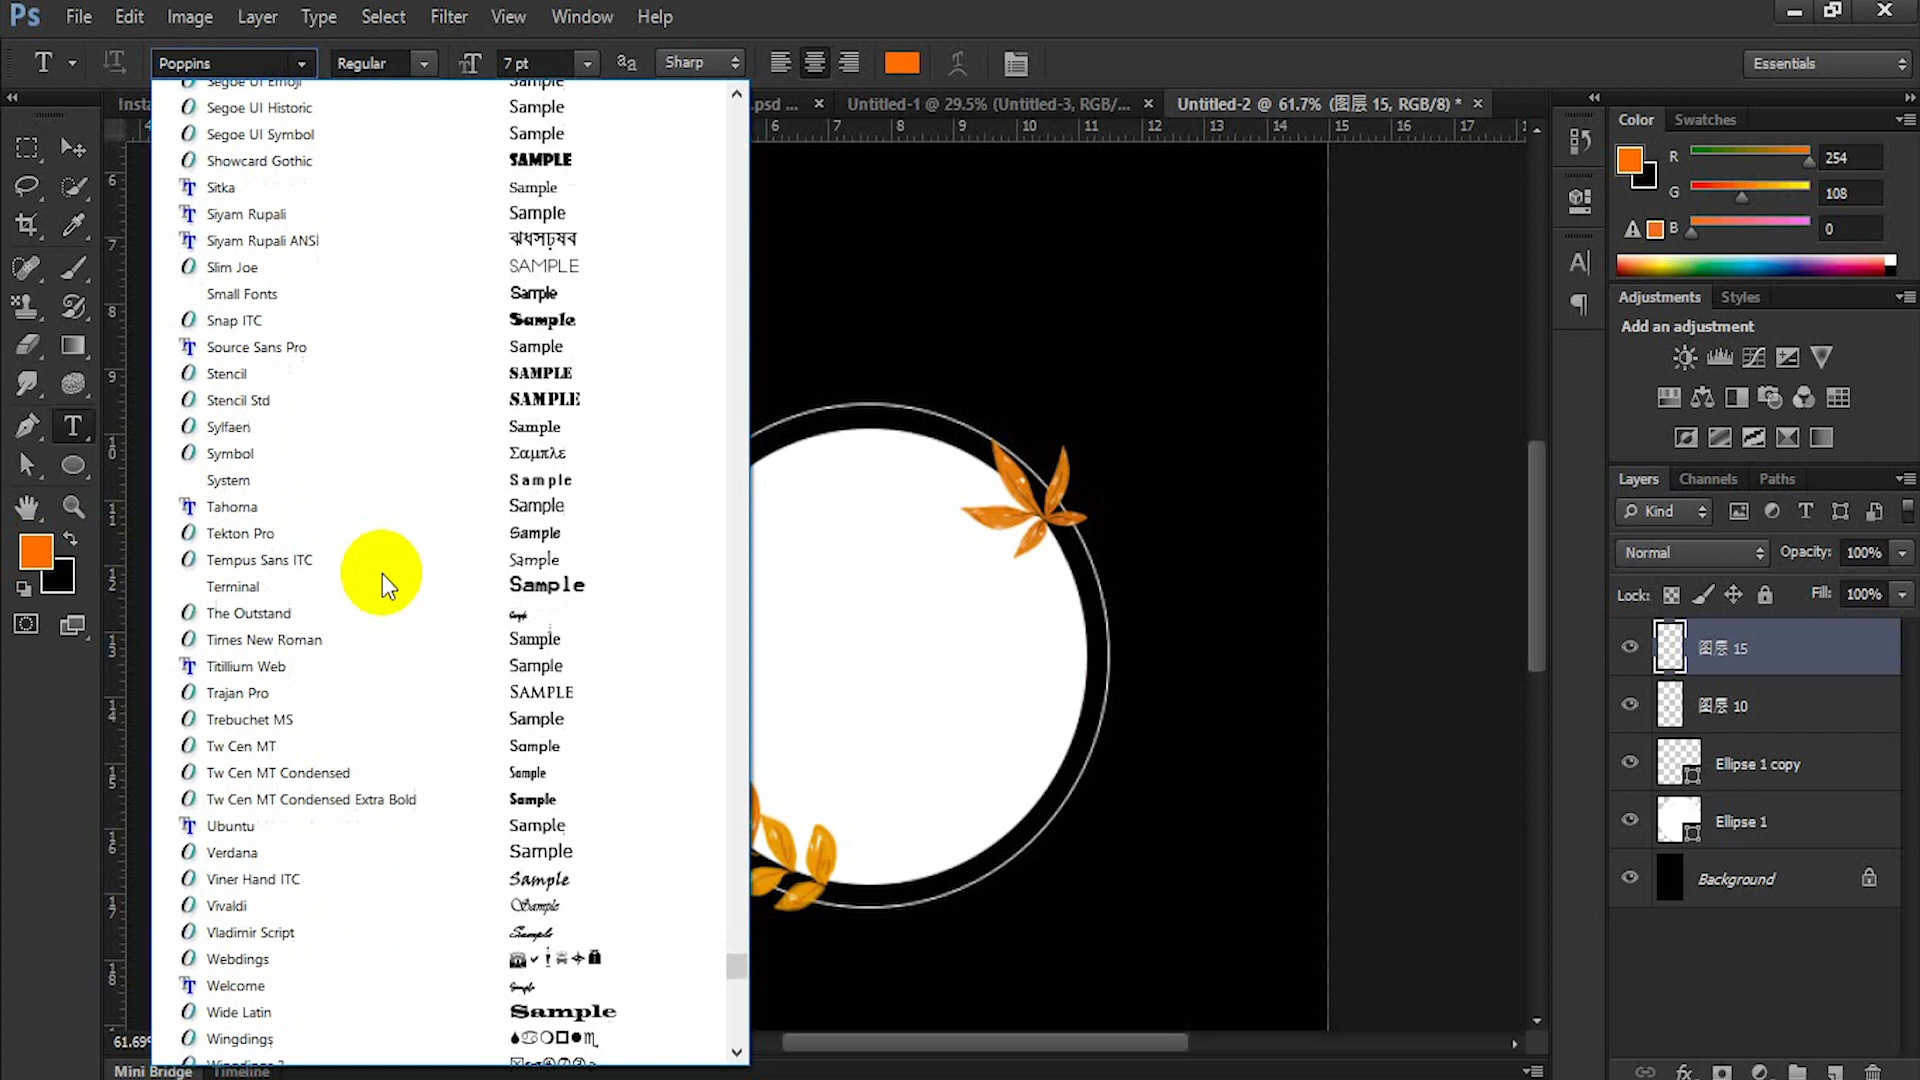 Ps File Edit Image Layer Type Select Filter View Window Help
T Poppins Regular 7 pt aa Sharp Essentials
Insta .psd ... × Untitled-1 @ 29.5% (Untitled-3, RGB/... × Untitled-2 @ 61.7% (图层 15, RGB/8) * ×
6 7 8 9 10 11 12 13 14 15 16 17
Segoe UI Emoji Sample
Segoe UI Historic Sample
Segoe UI Symbol Sample
Showcard Gothic SAMPLE
Sitka Sample
Siyam Rupali Sample
Siyam Rupali ANSI
Slim Joe SAMPLE
Small Fonts Sample
Snap ITC Sample
Source Sans Pro Sample
Stencil SAMPLE
Stencil Std SAMPLE
Sylfaen Sample
Symbol Σαμπλε
System Sample
Tahoma Sample
Tekton Pro Sample
Tempus Sans ITC Sample
Terminal Sample
The Outstand
Times New Roman Sample
Titillium Web Sample
Trajan Pro SAMPLE
Trebuchet MS Sample
Tw Cen MT Sample
Tw Cen MT Condensed Sample
Tw Cen MT Condensed Extra Bold Sample
Ubuntu Sample
Verdana Sample
Viner Hand ITC Sample
Vivaldi Sample
Vladimir Script Sample
Webdings
Welcome
Wide Latin Sample
Wingdings
Wingdings 2
61.69%
Mini Bridge Timeline
Color Swatches
R 254
G 108
B 0
Adjustments Styles
Add an adjustment
Layers Channels Paths
Kind
Normal Opacity: 100%
Lock: Fill: 100%
图层 15
图层 10
Ellipse 1 copy
Ellipse 1
Background